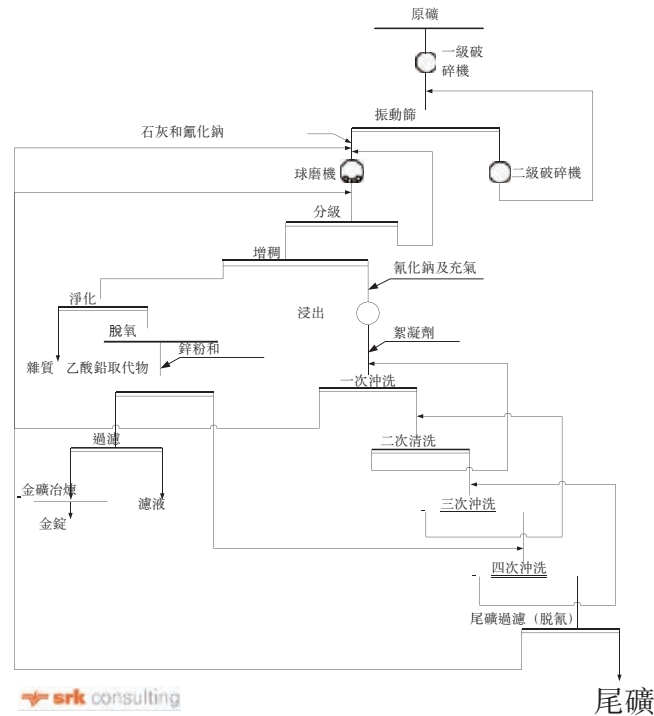 原礦
一級破
碎機
振動篩
石灰和氰化鈉
球磨機
二級破碎機
分級
增稠
氰化鈉及充氣
淨化
浸出
脫氧
絮凝劑
鋅粉和
雜質
乙酸鉛取代物
一次沖洗
過濾
二次清洗
金礦冶煉
濾液
三次沖洗
金錠
四次沖洗
尾礦過濾（脫氰）
srk consulting
尾礦